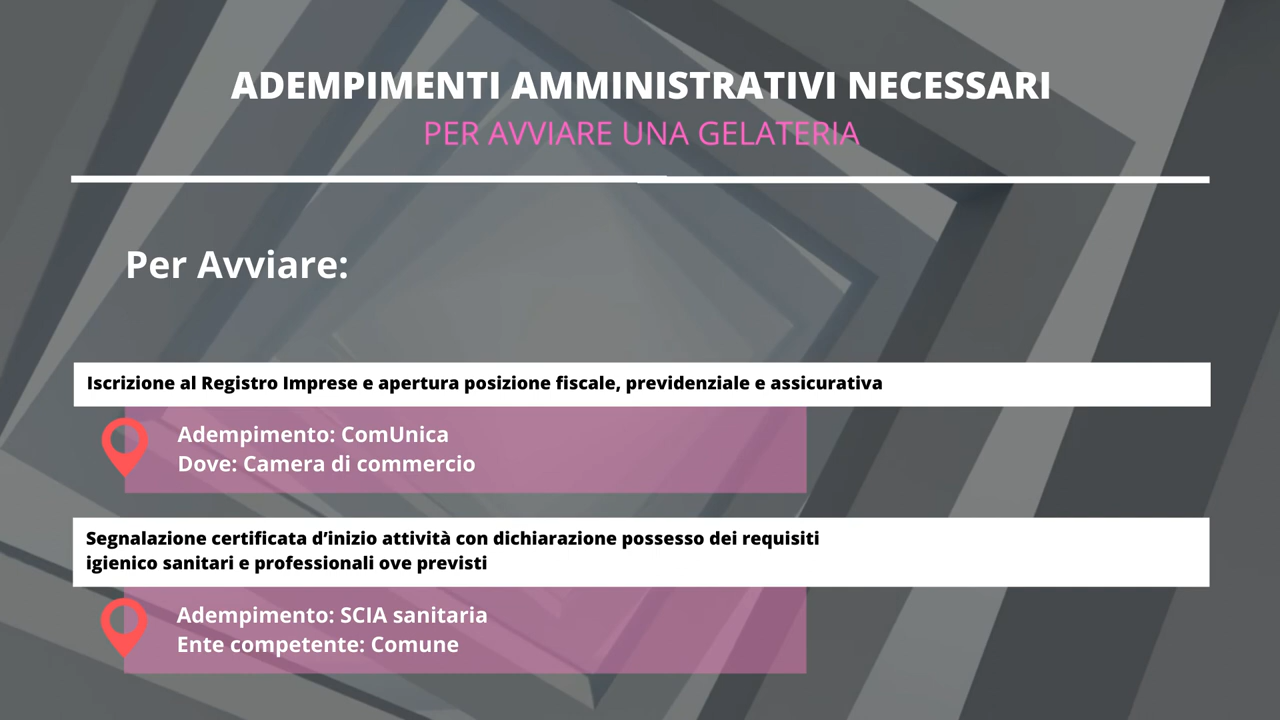 ADEMPIMENTI AMMINISTRATIVI NECESSARI
PER AVVIARE UNA GELATERIA
Per Avviare:
Iscrizione al Registro Imprese e apertura posizione fiscale, previdenziale e assicurativa
Adempimento: ComUnica
Dove: Camera di commercio
Segnalazione certificata d’inizio attività con dichiarazione possesso dei requisiti
igienico sanitari e professionali ove previsti
Adempimento: SCIA sanitaria
Ente competente: Comune